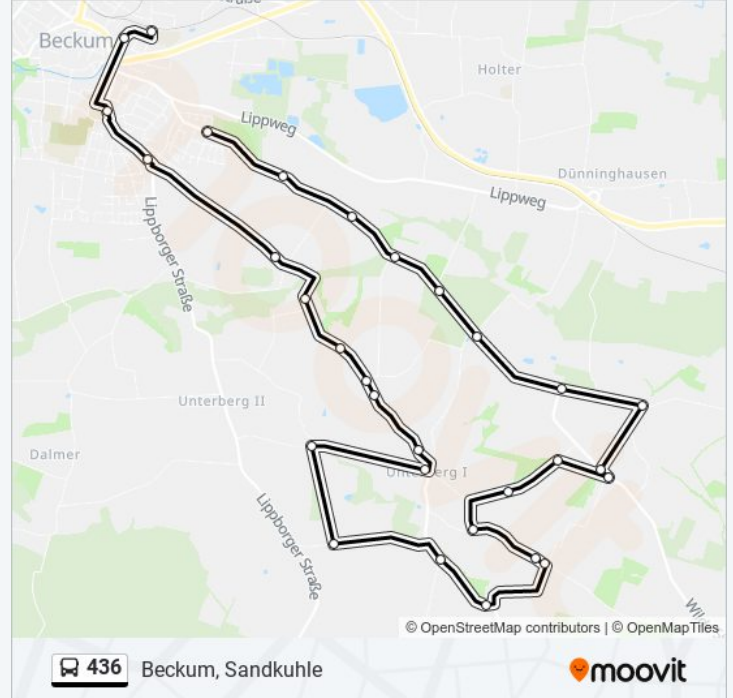 straße
Beckum
Holter
Lippweg
Dünninghausen
Lippweg
Lippborger Straße
Unterberg II
Dalmer
Unterberg I
Lippborger Straße
© OpenStreetMap contributors | © OpenMapTiles
436 Beckum, Sandkuhle
moovit